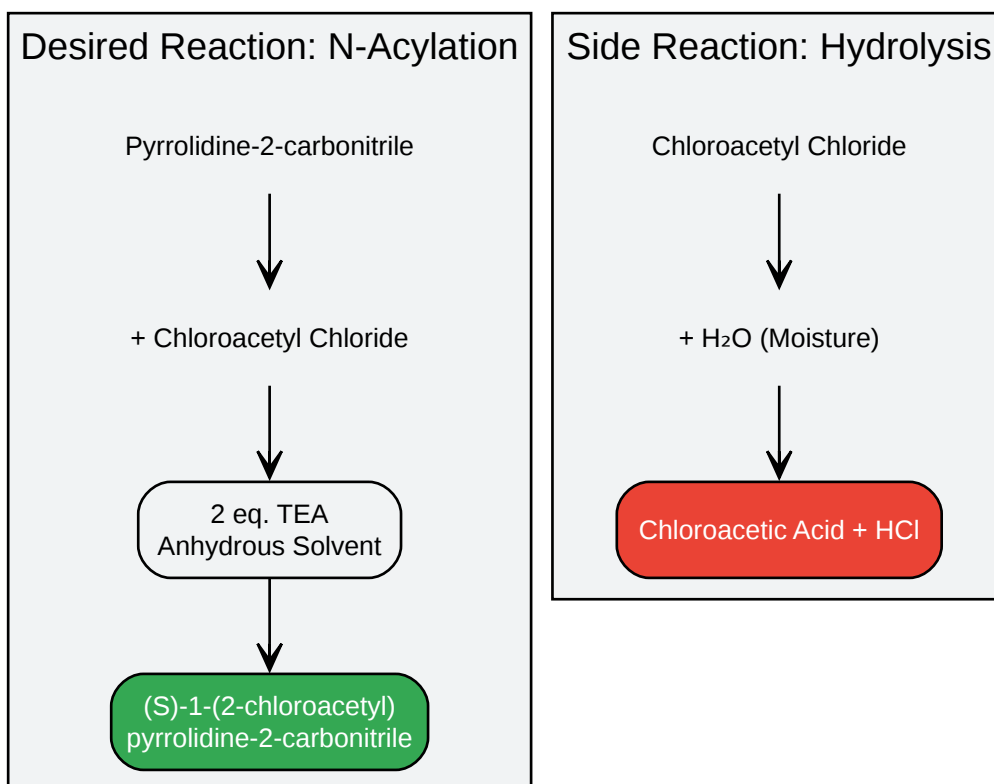 Desired Reaction: N-Acylation
Pyrrolidine-2-carbonitrile
+ Chloroacetyl Chloride
2 eq. TEA
Anhydrous Solvent
(S)-1-(2-chloroacetyl)
pyrrolidine-2-carbonitrile
Side Reaction: Hydrolysis
Chloroacetyl Chloride
+ H₂O (Moisture)
Chloroacetic Acid + HCl